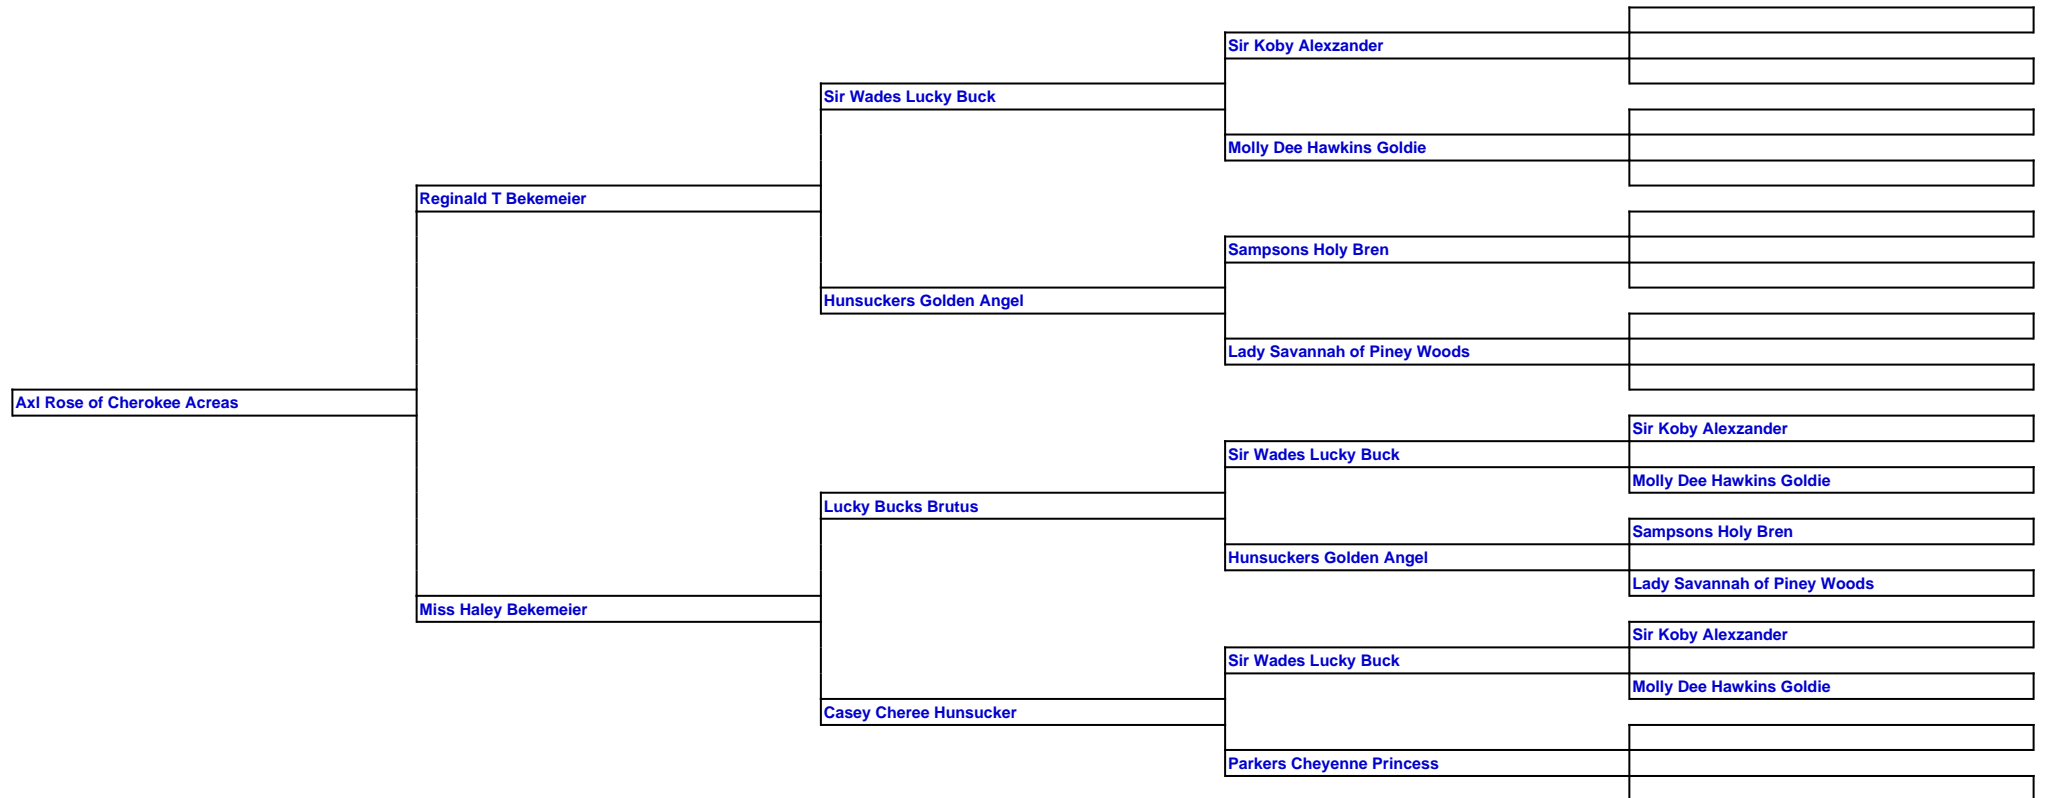 Sir Koby Alexzander
Sir Wades Lucky Buck
Molly Dee Hawkins Goldie
Reginald T Bekemeier
Sampsons Holy Bren
Hunsuckers Golden Angel
Lady Savannah of Piney Woods
Axl Rose of Cherokee Acreas
Sir Koby Alexzander
Sir Wades Lucky Buck
Molly Dee Hawkins Goldie
Lucky Bucks Brutus
Sampsons Holy Bren
Hunsuckers Golden Angel
Lady Savannah of Piney Woods
Miss Haley Bekemeier
Sir Koby Alexzander
Sir Wades Lucky Buck
Molly Dee Hawkins Goldie
Casey Cheree Hunsucker
Parkers Cheyenne Princess